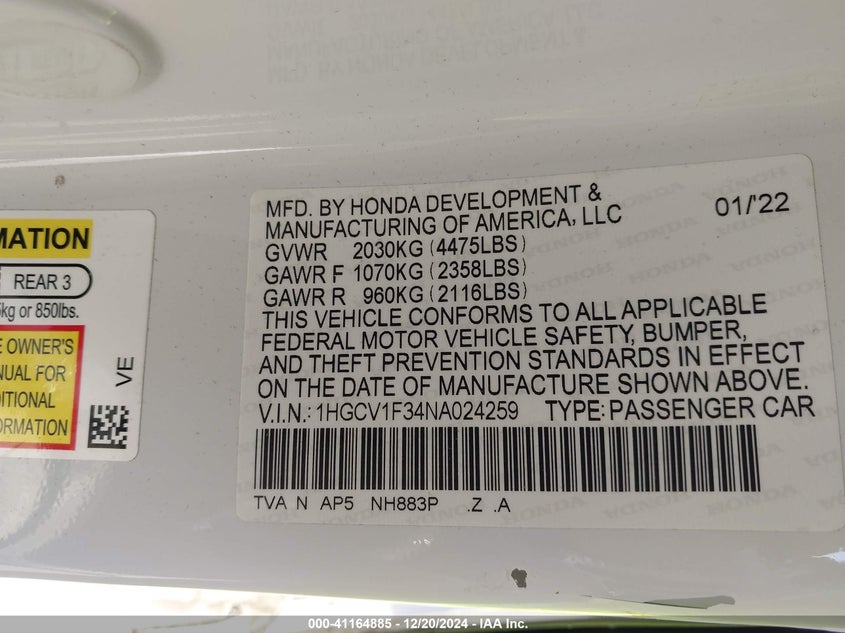 MFD. BY HONDA DEVELOPMENT &
MANUFACTURING OF AMERICA, LLC
01/'22
GVWR 2030KG (4475LBS)
GAWR F 1070KG (2358LBS)
GAWR R 960KG (2116LBS)
THIS VEHICLE CONFORMS TO ALL APPLICABLE
FEDERAL MOTOR VEHICLE SAFETY, BUMPER,
AND THEFT PREVENTION STANDARDS IN EFFECT
ON THE DATE OF MANUFACTURE SHOWN ABOVE.
V.I.N.: 1HGCV1F34NA024259 TYPE: PASSENGER CAR
TVA N AP5 NH883P .Z .A
MATION
REAR 3
kg or 850lbs.
OWNER'S
UAL FOR
DITIONAL
FORMATION
VE
HONDA
000-41164885 - 12/20/2024 - IAA Inc.